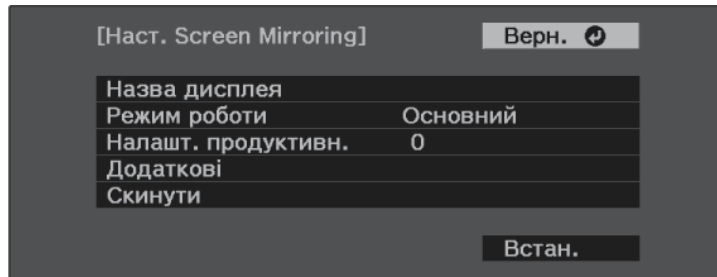 [Наст. Screen Mirroring] Верн.
Назва дисплея
Режим роботи Основний
Налашт. продуктивн. 0
Додаткові
Скинути
Встан.